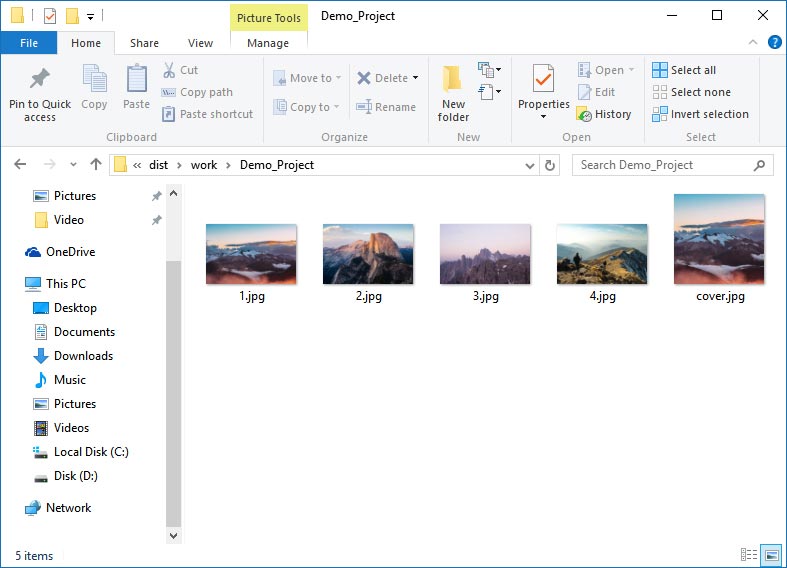 Picture Tools
Demo_Project
File
Home
Share
View
Manage
Pin to Quick access
Copy
Paste
Cut
Copy path
Paste shortcut
Clipboard
Move to
Copy to
Delete
Rename
Organize
New folder
New
Properties
Open
Edit
History
Open
Select all
Select none
Invert selection
Select
« dist › work › Demo_Project
Search Demo_Project
Pictures
Video
OneDrive
This PC
Desktop
Documents
Downloads
Music
Pictures
Videos
Local Disk (C:)
Disk (D:)
Network
1.jpg
2.jpg
3.jpg
4.jpg
cover.jpg
5 items